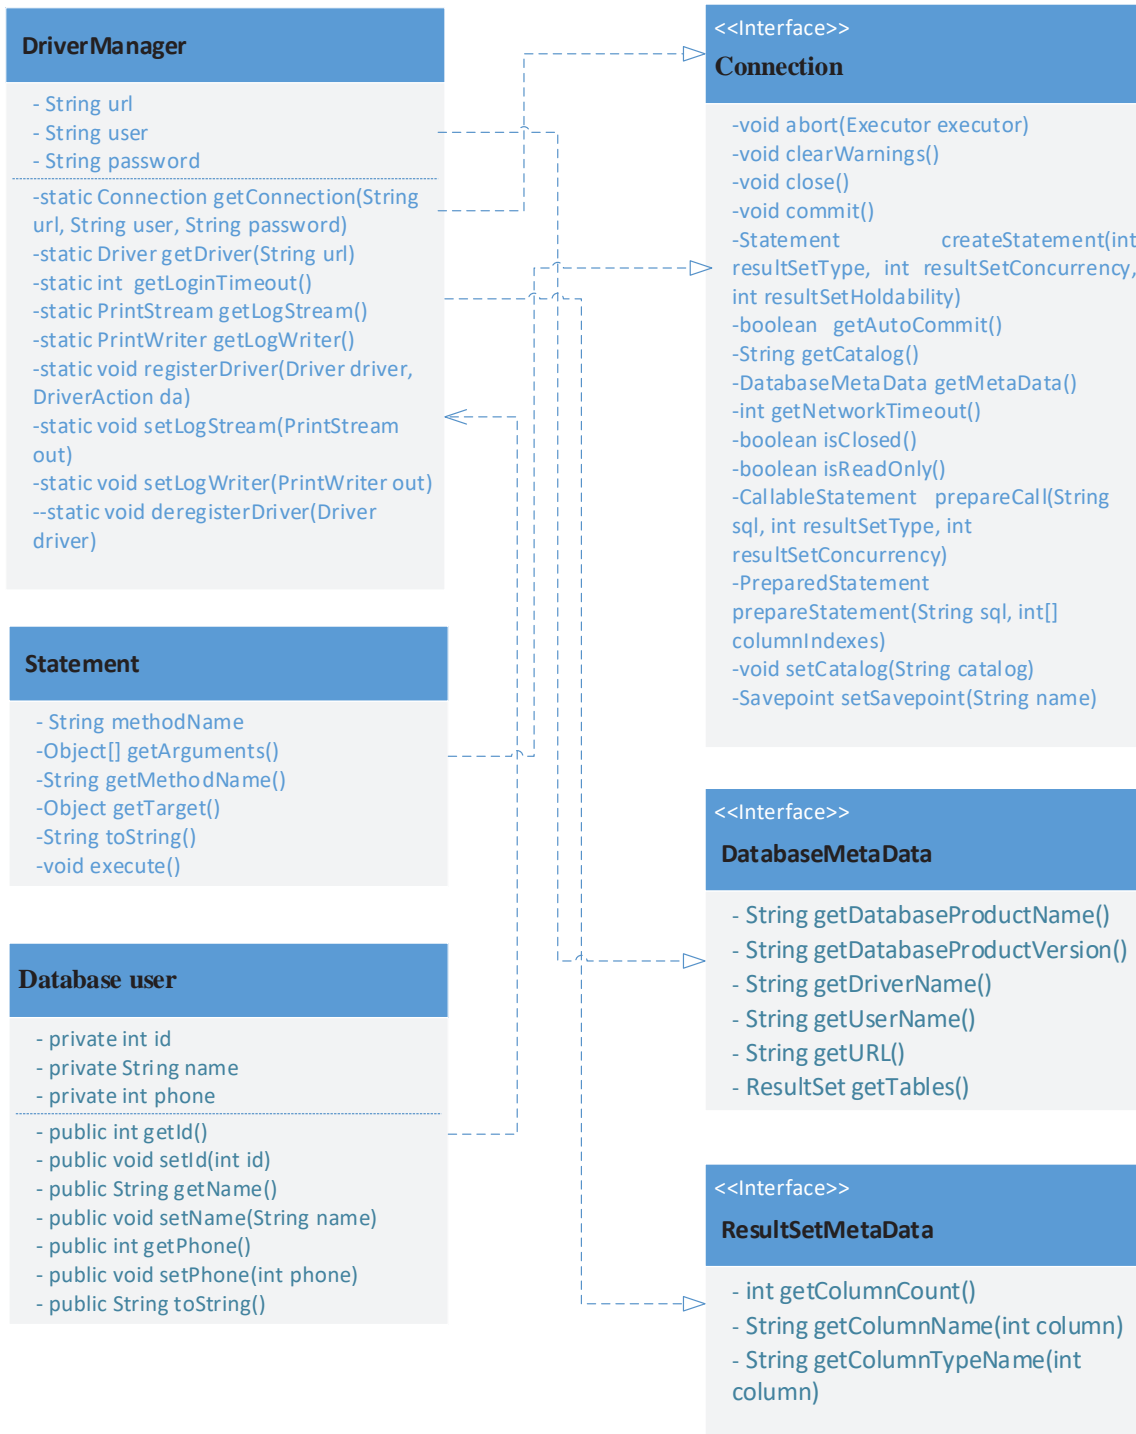 DriverManager
- String url
- String user
- String password
-static Connection getConnection(String
url, String user, String password)
-static Driver getDriver(String url)
-static int getLoginTimeout()
-static PrintStream getLogStream()
-static PrintWriter getLogWriter()
-static void registerDriver(Driver driver,
DriverAction da)
-static void setLogStream(PrintStream
out)
-static void setLogWriter(PrintWriter out)
--static void deregisterDriver(Driver
driver)
Statement
- String methodName
-Object[] getArguments()
-String getMethodName()
-Object getTarget()
-String toString()
-void execute()
Database user
- private int id
- private String name
- private int phone
- public int getId()
- public void setId(int id)
- public String getName()
- public void setName(String name)
- public int getPhone()
- public void setPhone(int phone)
- public String toString()
<<Interface>>
Connection
-void abort(Executor executor)
-void clearWarnings()
-void close()
-void commit()
-Statement createStatement(int
resultSetType, int resultSetConcurrency,
int resultSetHoldability)
-boolean getAutoCommit()
-String getCatalog()
-DatabaseMetaData getMetaData()
-int getNetworkTimeout()
-boolean isClosed()
-boolean isReadOnly()
-CallableStatement prepareCall(String
sql, int resultSetType, int
resultSetConcurrency)
-PreparedStatement
prepareStatement(String sql, int[]
columnIndexes)
-void setCatalog(String catalog)
-Savepoint setSavepoint(String name)
<<Interface>>
DatabaseMetaData
- String getDatabaseProductName()
- String getDatabaseProductVersion()
- String getDriverName()
- String getUserName()
- String getURL()
- ResultSet getTables()
<<Interface>>
ResultSetMetaData
- int getColumnCount()
- String getColumnName(int column)
- String getColumnTypeName(int
column)